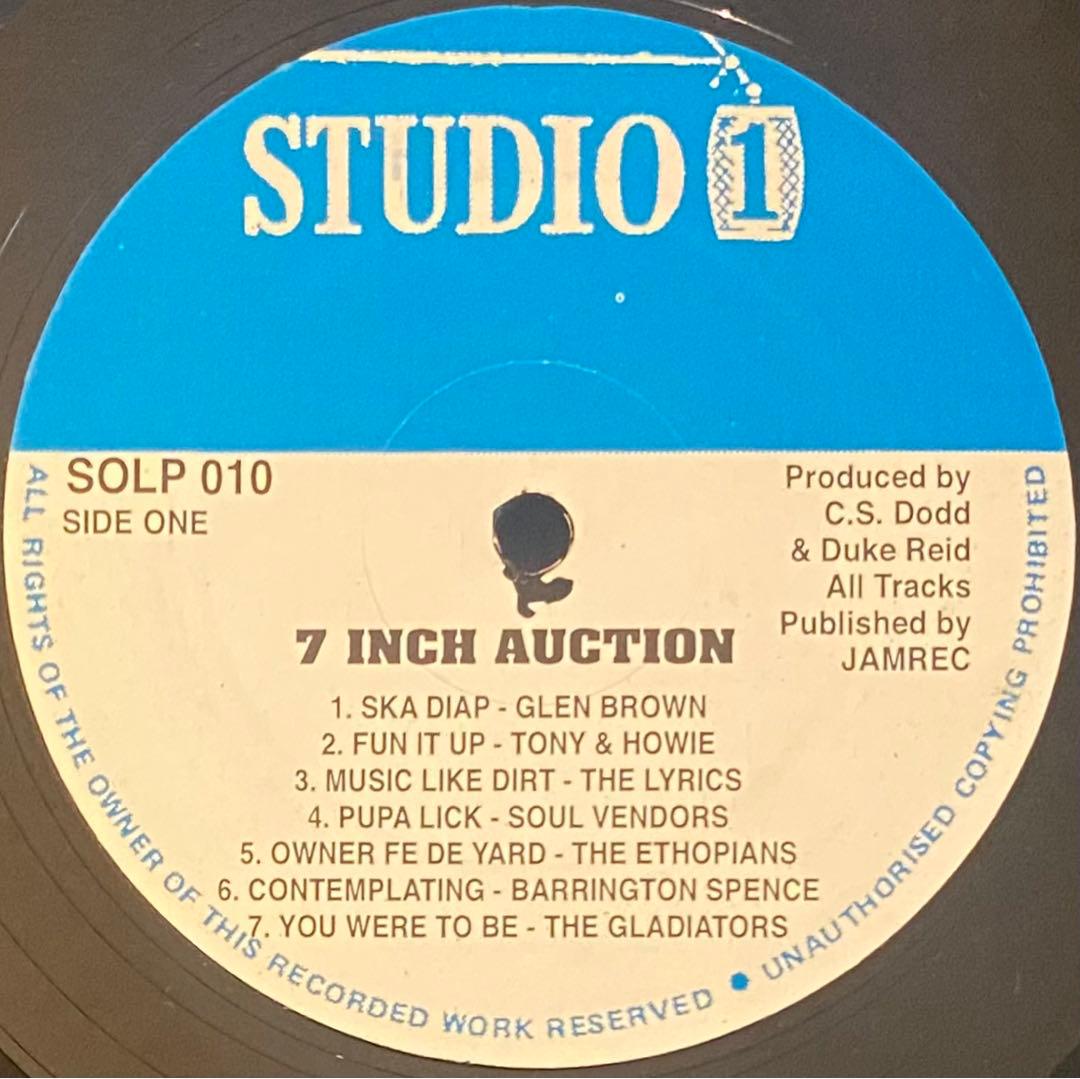 STUDIO 1
SOLP 010
SIDE ONE
Produced by
C.S. Dodd
& Duke Reid
All Tracks
Published by
JAMREC
7 INCH AUCTION
1. SKA DIAP - GLEN BROWN
2. FUN IT UP - TONY & HOWIE
3. MUSIC LIKE DIRT - THE LYRICS
4. PUPA LICK - SOUL VENDORS
5. OWNER FE DE YARD - THE ETHOPIANS
6. CONTEMPLATING - BARRINGTON SPENCE
7. YOU WERE TO BE - THE GLADIATORS
ALL RIGHTS OF THE OWNER OF THIS RECORDED WORK RESERVED • UNAUTHORISED COPYING PROHIBITED